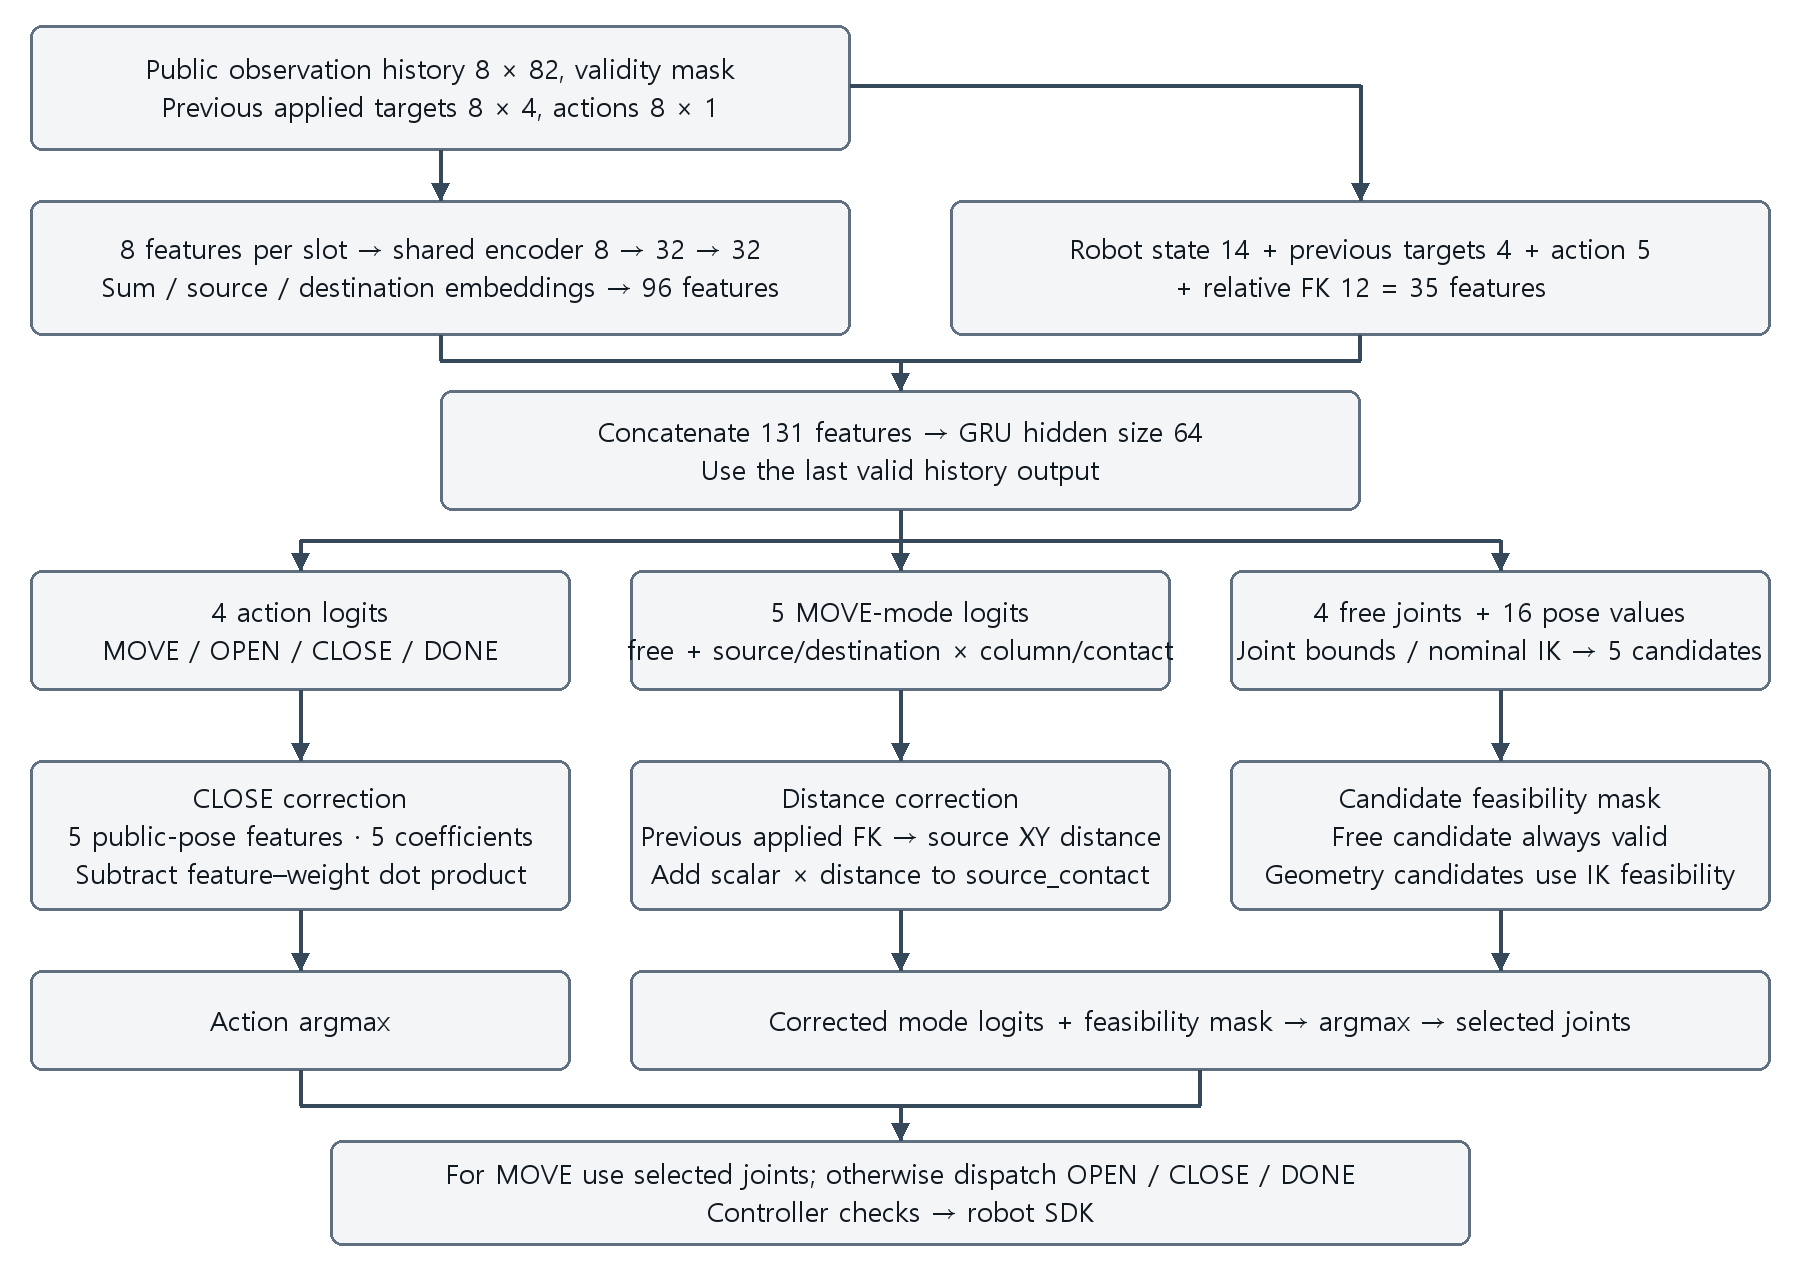 Public observation history 8 × 82, validity mask
Previous applied targets 8 × 4, actions 8 × 1
8 features per slot → shared encoder 8 → 32 → 32
Sum / source / destination embeddings → 96 features
Robot state 14 + previous targets 4 + action 5
+ relative FK 12 = 35 features
Concatenate 131 features → GRU hidden size 64
Use the last valid history output
4 action logits
MOVE / OPEN / CLOSE / DONE
5 MOVE-mode logits
free + source/destination × column/contact
4 free joints + 16 pose values
Joint bounds / nominal IK → 5 candidates
CLOSE correction
5 public-pose features · 5 coefficients
Subtract feature–weight dot product
Distance correction
Previous applied FK → source XY distance
Add scalar × distance to source_contact
Candidate feasibility mask
Free candidate always valid
Geometry candidates use IK feasibility
Action argmax
Corrected mode logits + feasibility mask → argmax → selected joints
For MOVE use selected joints; otherwise dispatch OPEN / CLOSE / DONE
Controller checks → robot SDK